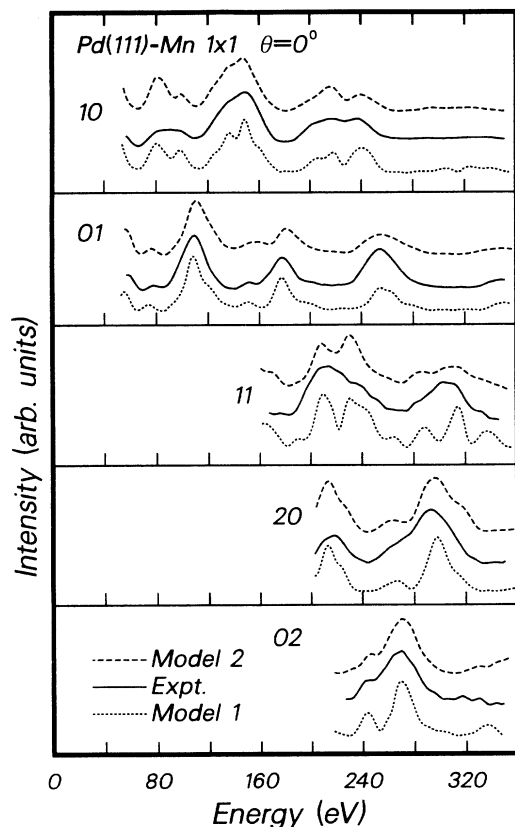 Pd(111)-Mn 1x1 θ=0°
10
01
11
20
02
Model 2
Expt.
Model 1
0 80 160 240 320
Energy (eV)
Intensity (arb. units)